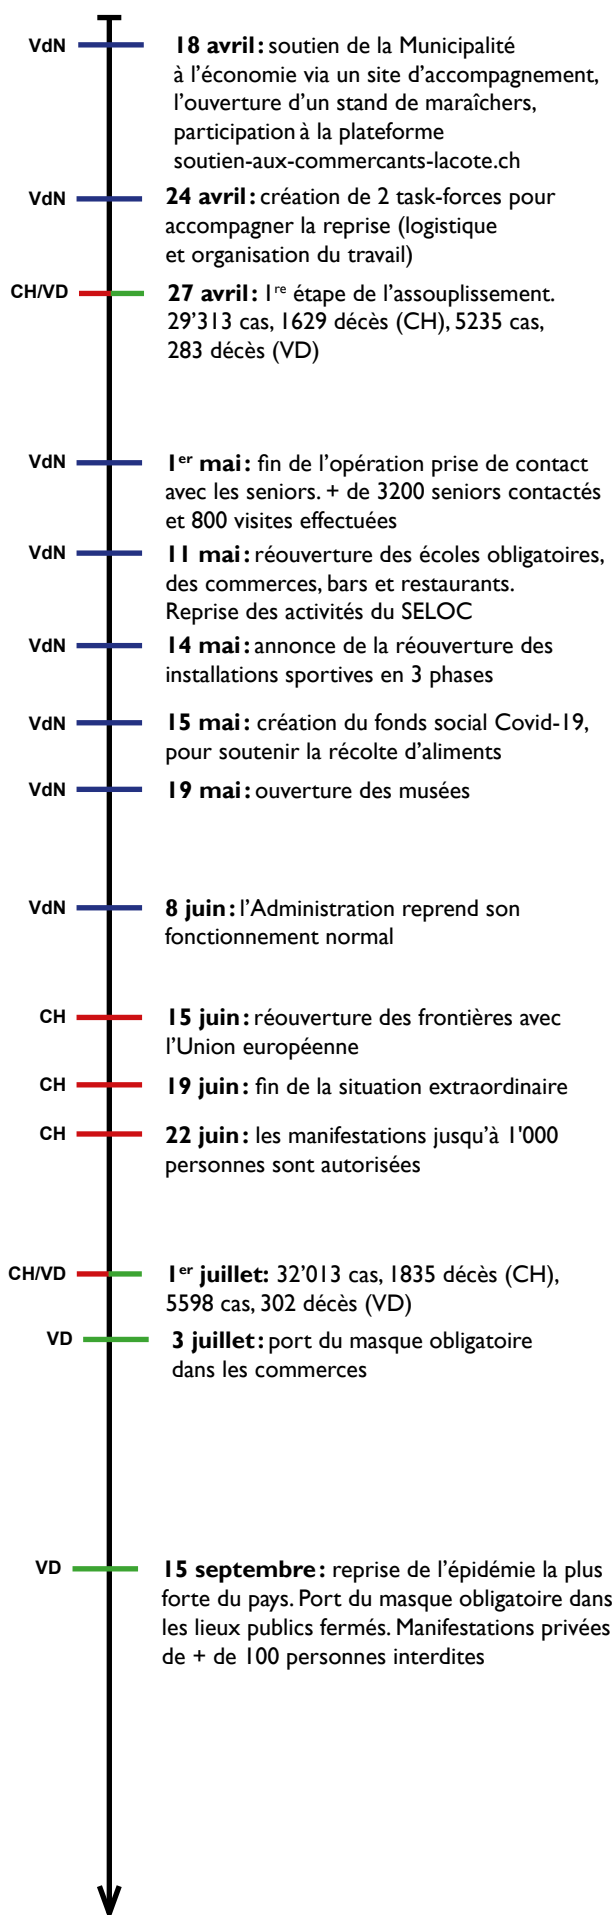 VdN
18 avril : soutien de la Municipalité
à l’économie via un site d’accompagnement,
l’ouverture d’un stand de maraîchers,
participation à la plateforme
soutien-aux-commercants-lacote.ch
VdN
24 avril : création de 2 task-forces pour
accompagner la reprise (logistique
et organisation du travail)
CH/VD
27 avril : 1re étape de l’assouplissement.
29’313 cas, 1629 décès (CH), 5235 cas,
283 décès (VD)
VdN
1er mai : fin de l’opération prise de contact
avec les seniors. + de 3200 seniors contactés
et 800 visites effectuées
VdN
11 mai : réouverture des écoles obligatoires,
des commerces, bars et restaurants.
Reprise des activités du SELOC
VdN
14 mai : annonce de la réouverture des
installations sportives en 3 phases
VdN
15 mai : création du fonds social Covid-19,
pour soutenir la récolte d’aliments
VdN
19 mai : ouverture des musées
VdN
8 juin : l’Administration reprend son
fonctionnement normal
CH
15 juin : réouverture des frontières avec
l’Union européenne
CH
19 juin : fin de la situation extraordinaire
CH
22 juin : les manifestations jusqu’à 1'000
personnes sont autorisées
CH/VD
1er juillet: 32’013 cas, 1835 décès (CH),
5598 cas, 302 décès (VD)
VD
3 juillet : port du masque obligatoire
dans les commerces
VD
15 septembre : reprise de l’épidémie la plus
forte du pays. Port du masque obligatoire dans
les lieux publics fermés. Manifestations privées
de + de 100 personnes interdites